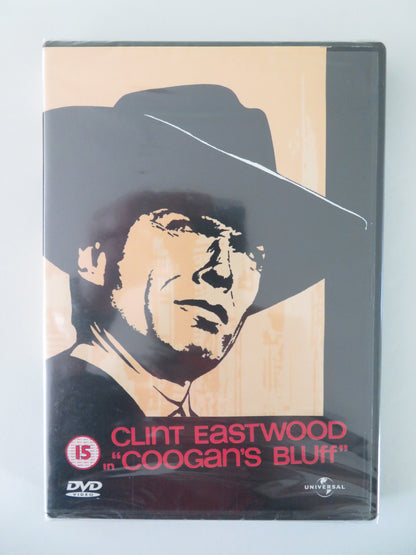 CLINT EASTWOOD
15 in "COOGAN'S BLUFF"
DVD
VIDEO
UNIVERSAL